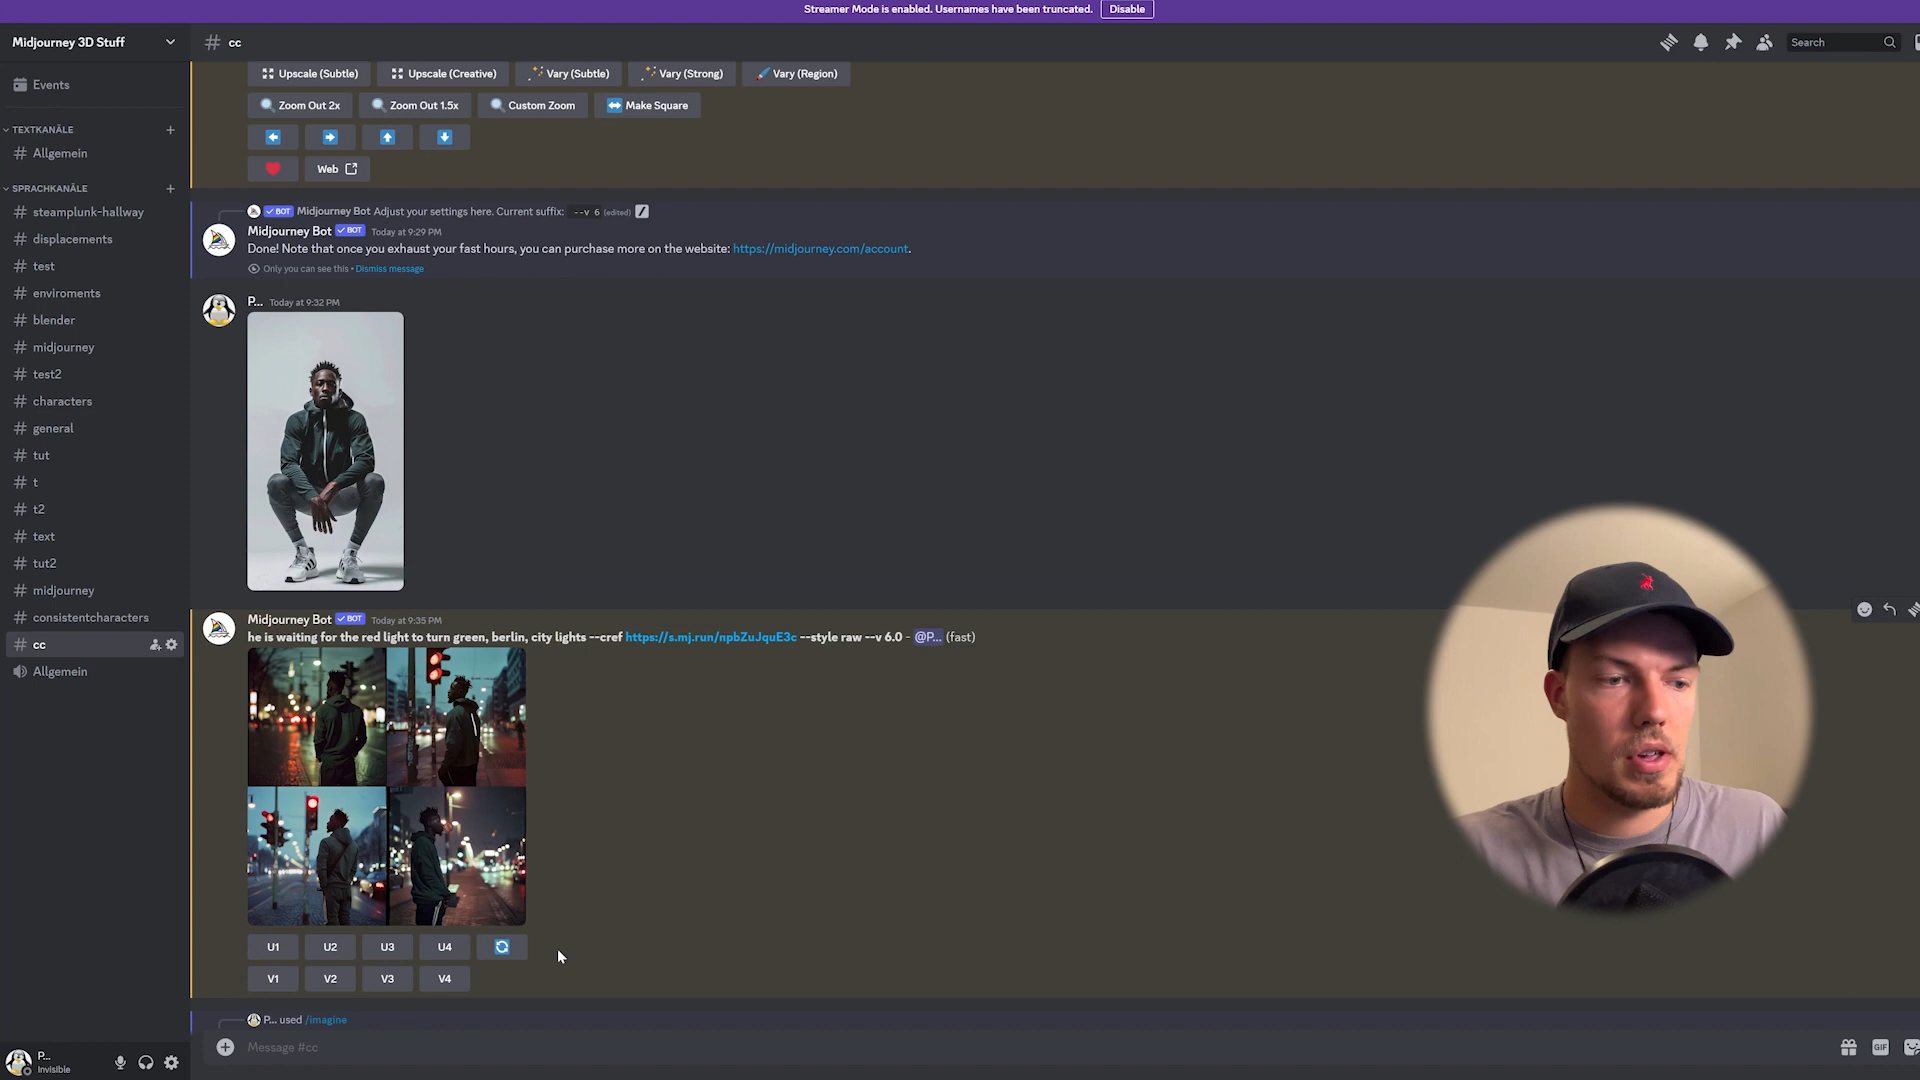 Streamer Mode is enabled. Usernames have been truncated. Disable
Midjourney 3D Stuff
cc
Search
Events
TEXTKANÄLE
Allgemein
SPRACHKANÄLE
steamplunk-hallway
displacements
test
enviroments
blender
midjourney
test2
characters
general
tut
t
t2
text
tut2
midjourney
consistentcharacters
cc
Allgemein
P...
Invisible
Upscale (Subtle) Upscale (Creative) Vary (Subtle) Vary (Strong) Vary (Region)
Zoom Out 2x Zoom Out 1.5x Custom Zoom Make Square
Web
BOT Midjourney Bot Adjust your settings here. Current suffix: --v 6 (edited)
Midjourney Bot BOT Today at 9:29 PM
Done! Note that once you exhaust your fast hours, you can purchase more on the website: https://midjourney.com/account.
Only you can see this • Dismiss message
P... Today at 9:32 PM
Midjourney Bot BOT Today at 9:35 PM
he is waiting for the red light to turn green, berlin, city lights --cref https://s.mj.run/npbZuJquE3c --style raw --v 6.0 - @P... (fast)
U1 U2 U3 U4
V1 V2 V3 V4
P... used /imagine
Message #cc
GIF